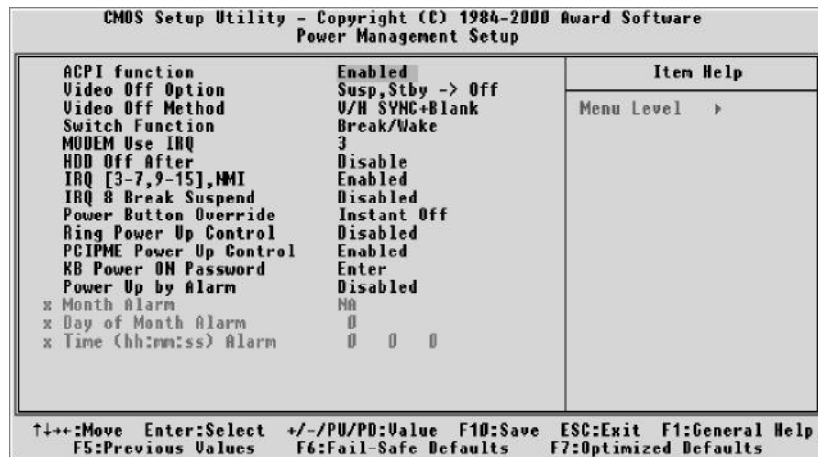 CMOS Setup Utility - Copyright (C) 1984-2000 Award Software
Power Management Setup
ACPI function Enabled
Video Off Option Susp,Stby -> Off
Video Off Method V/H SYNC+Blank
Switch Function Break/Wake
MODEM Use IRQ 3
HDD Off After Disable
IRQ [3-7,9-15],NMI Enabled
IRQ 8 Break Suspend Disabled
Power Button Override Instant Off
Ring Power Up Control Disabled
PCIPME Power Up Control Enabled
KB Power ON Password Enter
Power Up by Alarm Disabled
x Month Alarm NA
x Day of Month Alarm 0
x Time (hh:mm:ss) Alarm 0 0 0
Item Help
Menu Level ▸
↑↓→←:Move Enter:Select +/-/PU/PD:Value F10:Save ESC:Exit F1:General Help
F5:Previous Values F6:Fail-Safe Defaults F7:Optimized Defaults